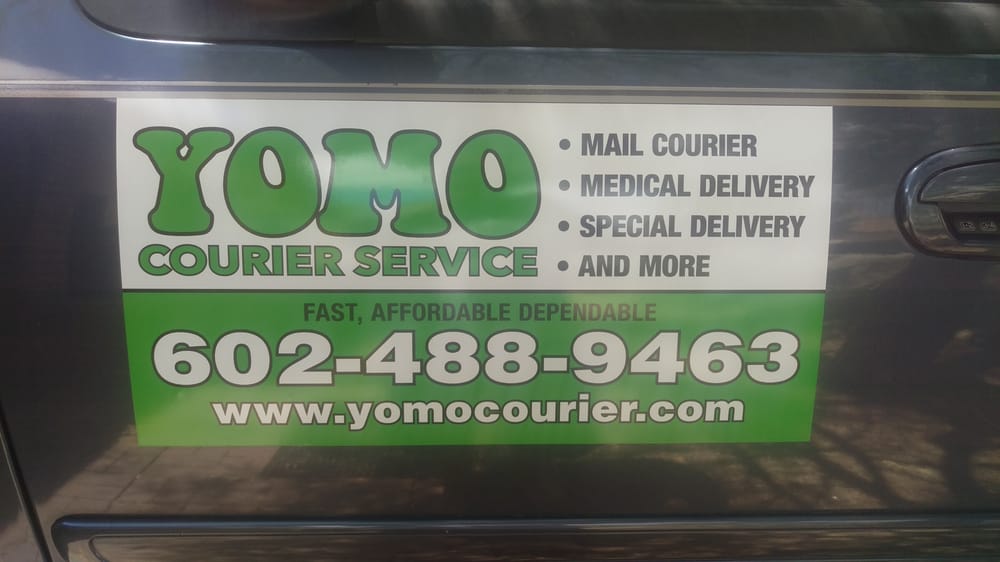 YOMO
COURIER SERVICE
• MAIL COURIER
• MEDICAL DELIVERY
• SPECIAL DELIVERY
• AND MORE
FAST, AFFORDABLE DEPENDABLE
602-488-9463
www.yomocourier.com